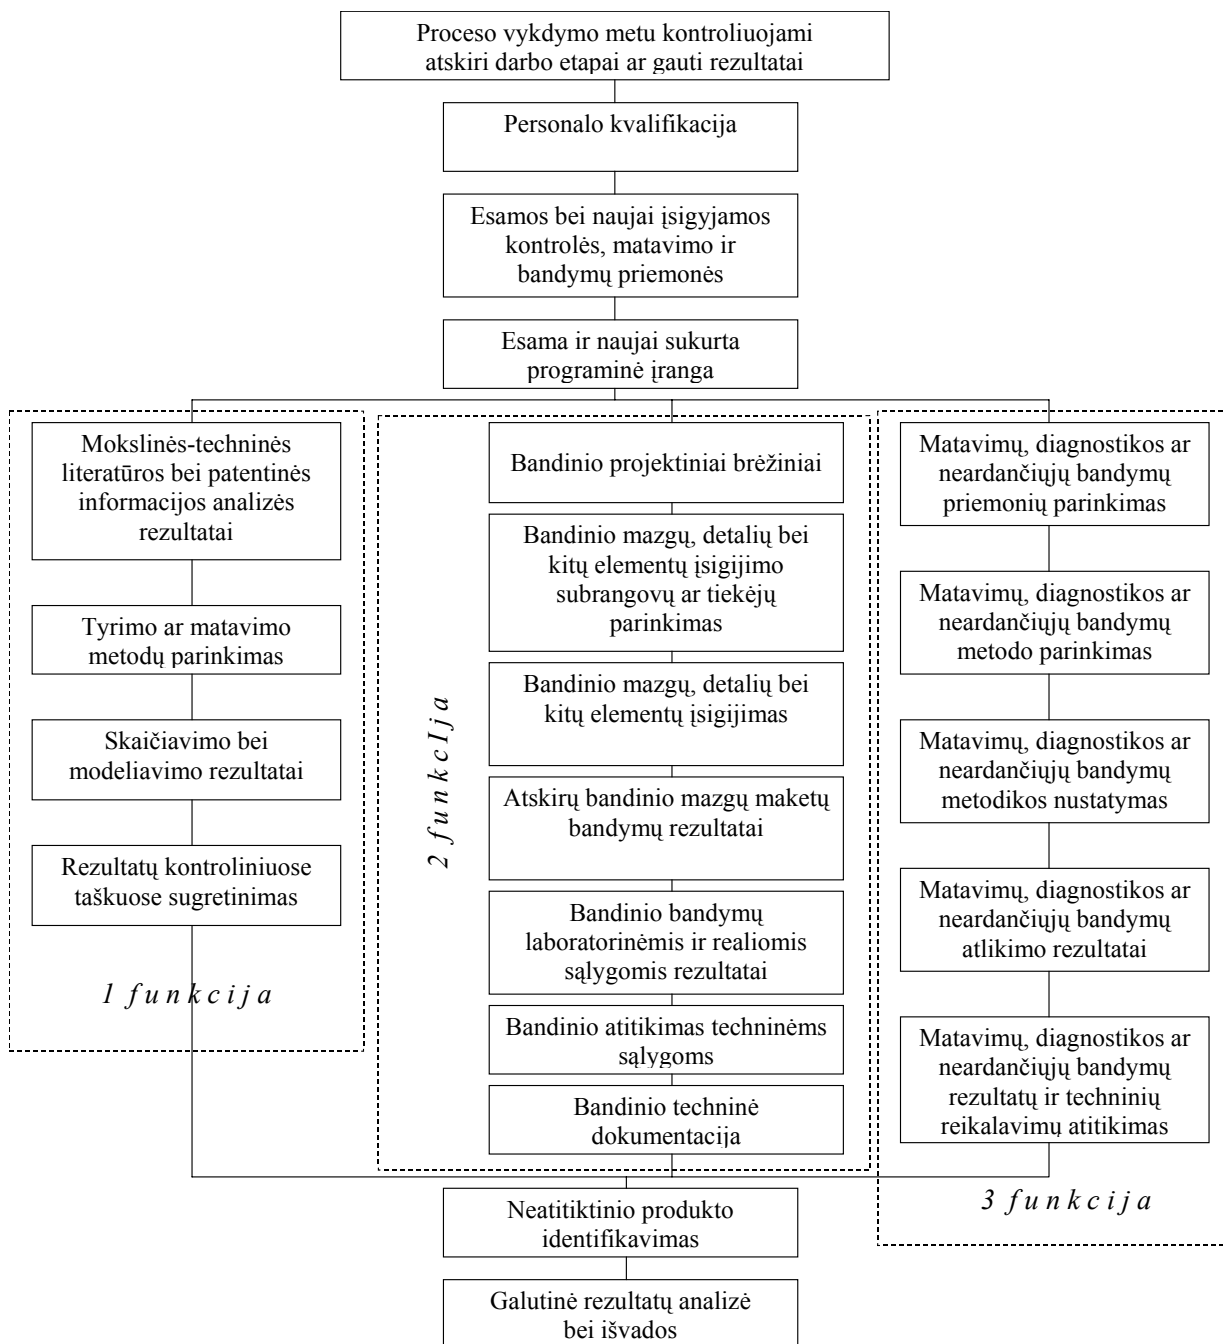 Proceso vykdymo metu kontroliuojami
atskiri darbo etapai ar gauti rezultatai
Personalo kvalifikacija
Esamos bei naujai įsigyjamos
kontrolės, matavimo ir
bandymų priemonės
Esama ir naujai sukurta
programinė įranga
Mokslinės-techninės
literatūros bei patentinės
informacijos analizės
rezultatai
Tyrimo ar matavimo
metodų parinkimas
Skaičiavimo bei
modeliavimo rezultatai
Rezultatų kontroliniuose
taškuose sugretinimas
1 funkcija
Bandinio projektiniai brėžiniai
Bandinio mazgų, detalių bei
kitų elementų įsigijimo
subrangovų ar tiekėjų
parinkimas
Bandinio mazgų, detalių bei
kitų elementų įsigijimas
Atskirų bandinio mazgų maketų
bandymų rezultatai
Bandinio bandymų
laboratorinėmis ir realiomis
sąlygomis rezultatai
Bandinio atitikimas techninėms
sąlygoms
Bandinio techninė
dokumentacija
2 funkcIja
Matavimų, diagnostikos ar
neardančiųjų bandymų
priemonių parinkimas
Matavimų, diagnostikos ar
neardančiųjų bandymų
metodo parinkimas
Matavimų, diagnostikos ar
neardančiųjų bandymų
metodikos nustatymas
Matavimų, diagnostikos ar
neardančiųjų bandymų
atlikimo rezultatai
Matavimų, diagnostikos ar
neardančiųjų bandymų
rezultatų ir techninių
reikalavimų atitikimas
3 funkcija
Neatitiktinio produkto
identifikavimas
Galutinė rezultatų analizė
bei išvados